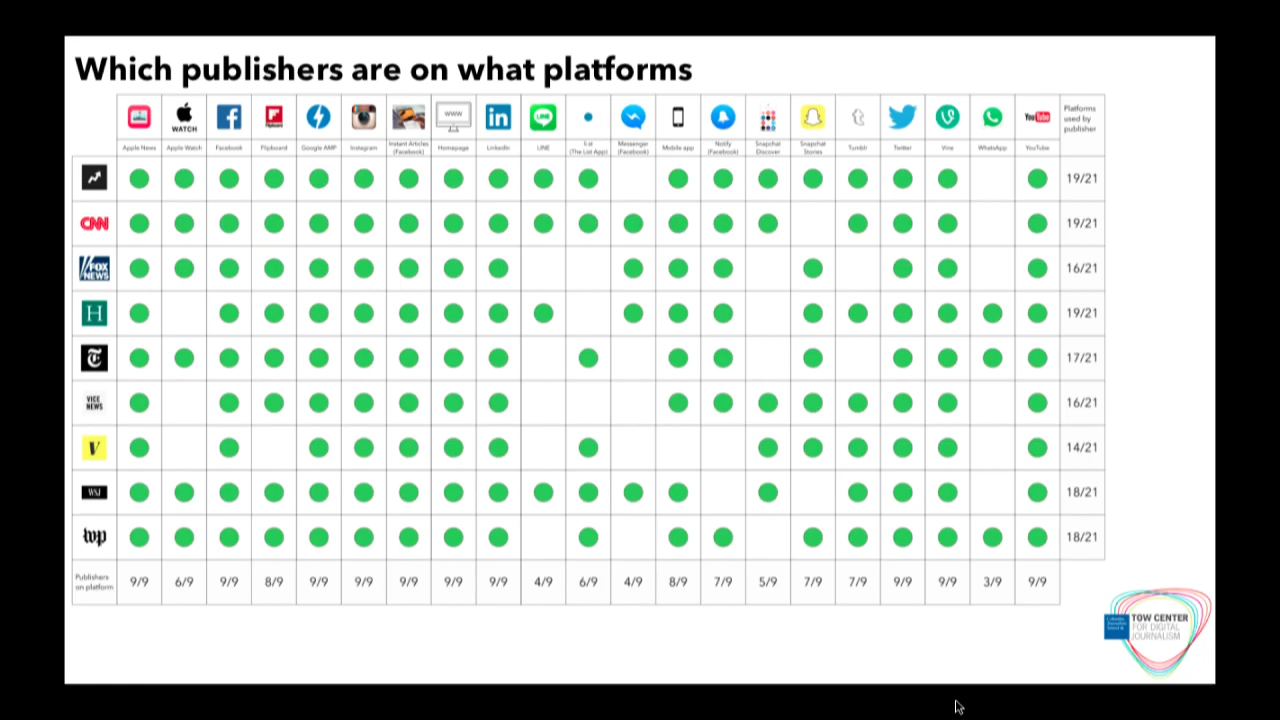 Which publishers are on what platforms
WATCH
Flipboard
www
LINE
You Tube
Platforms
used by
publisher
Apple News Apple Watch Facebook Flipboard Google AMP Instagram Instant Articles (Facebook) Homepage LinkedIn LINE li.st (The List App) Messenger (Facebook) Mobile app Notify (Facebook) Snapchat Discover Snapchat Stories Tumblr Twitter Vine WhatsApp YouTube
19/21
CNN 19/21
FOX NEWS 16/21
H 19/21
T 17/21
VICE NEWS 16/21
V 14/21
WSJ 18/21
wp 18/21
Publishers
on platform
9/9 6/9 9/9 8/9 9/9 9/9 9/9 9/9 9/9 4/9 6/9 4/9 8/9 7/9 5/9 7/9 7/9 9/9 9/9 3/9 9/9
TOW CENTER
FOR DIGITAL
JOURNALISM